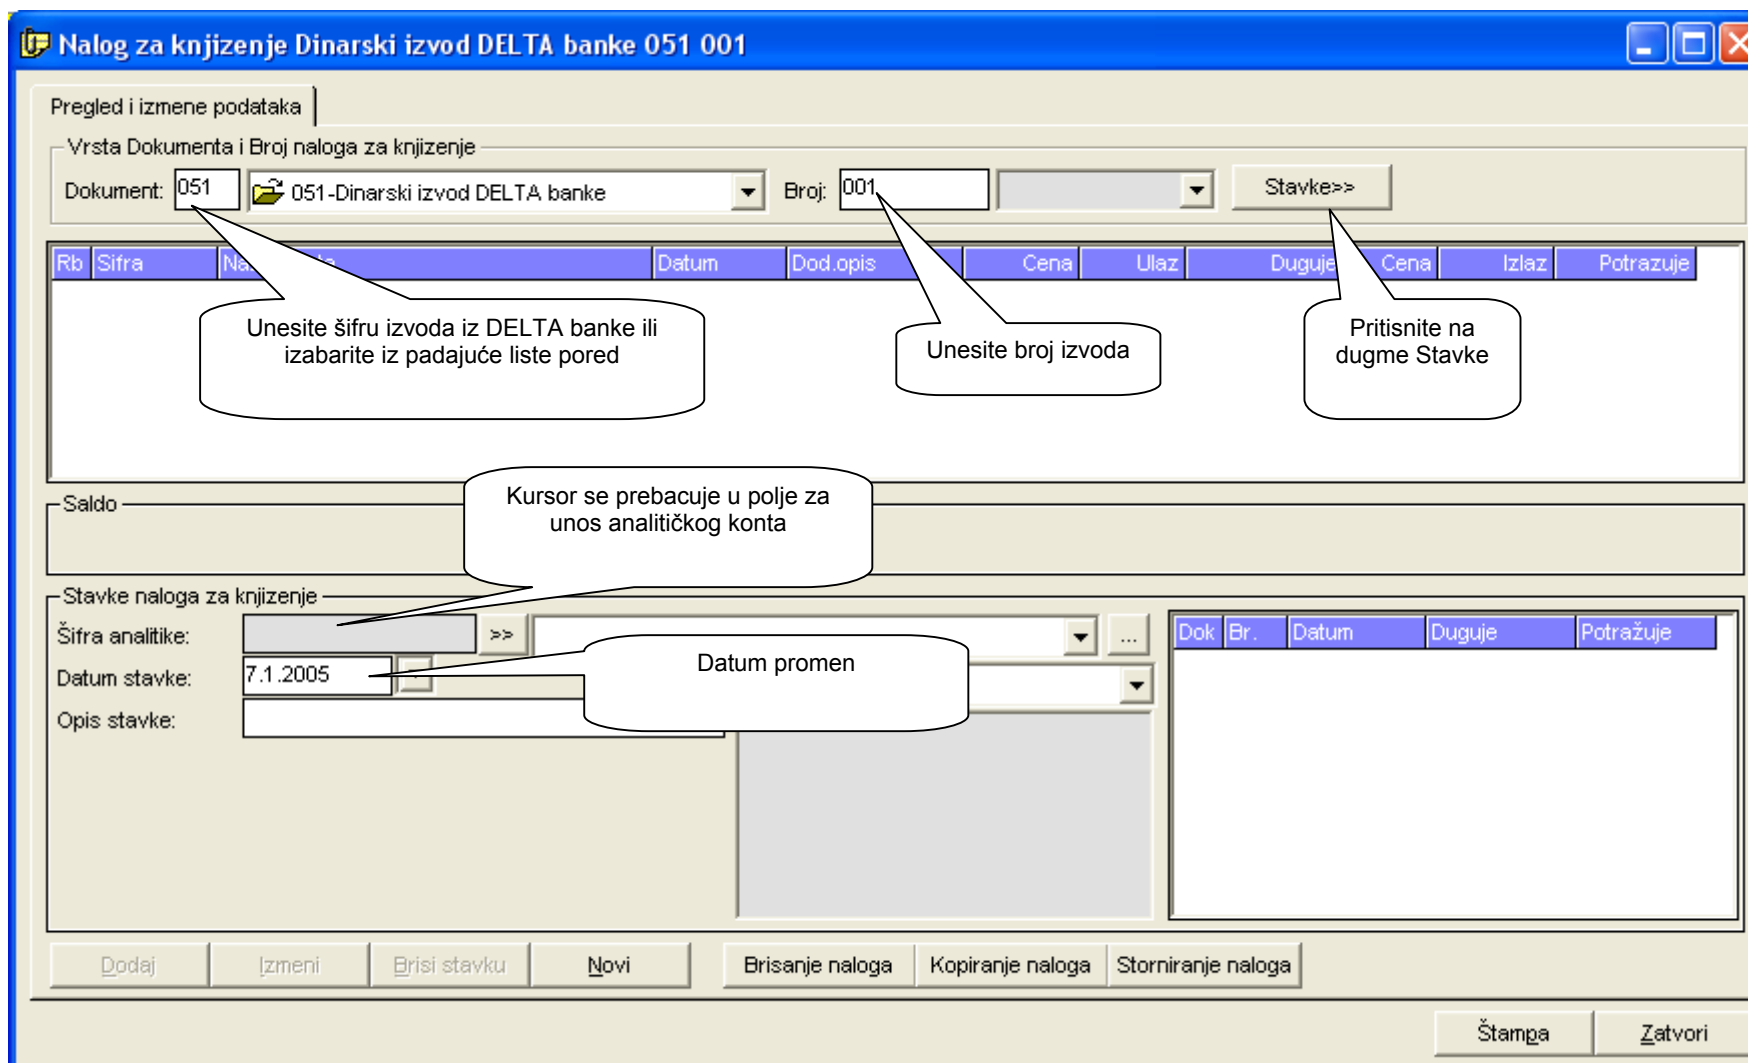 Nalog za knjizenje Dinarski izvod DELTA banke 051 001
Pregled i izmene podataka
Vrsta Dokumenta i Broj naloga za knjizenje
Dokument: 051 051-Dinarski izvod DELTA banke Broj: 001 Stavke>>
Rb Sifra Datum Dod.opis Cena Ulaz Duguje Cena Izlaz Potrazuje
Unesite šifru izvoda iz DELTA banke ili
izabarite iz padajuće liste pored
Unesite broj izvoda
Pritisnite na
dugme Stavke
Saldo
Kursor se prebacuje u polje za
unos analitičkog konta
Stavke naloga za knjizenje
Šifra analitike: >> ...
Datum stavke: 7.1.2005
Datum promen
Opis stavke:
Dok Br. Datum Duguje Potražuje
Dodaj Izmeni Brisi stavku Novi Brisanje naloga Kopiranje naloga Storniranje naloga
Štampa Zatvori